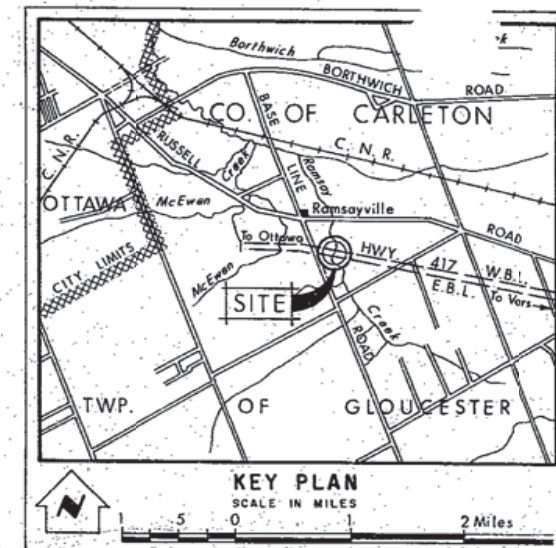 Borthwich
BORTHWICH
ROAD
CO. OF CARLETON
BASE LINE
C. N. R.
C. N. R.
RUSSELL
Creek
Ramsay
OTTAWA
McEwen
Ramsayville
To Ottawa
HWY 417
ROAD
W.B.L.
E.B.L.
To Vars
CITY LIMITS
McEwen
SITE
Creek
ROAD
TWP. OF GLOUCESTER
KEY PLAN
SCALE IN MILES
N
1 .5 0 1 2 Miles